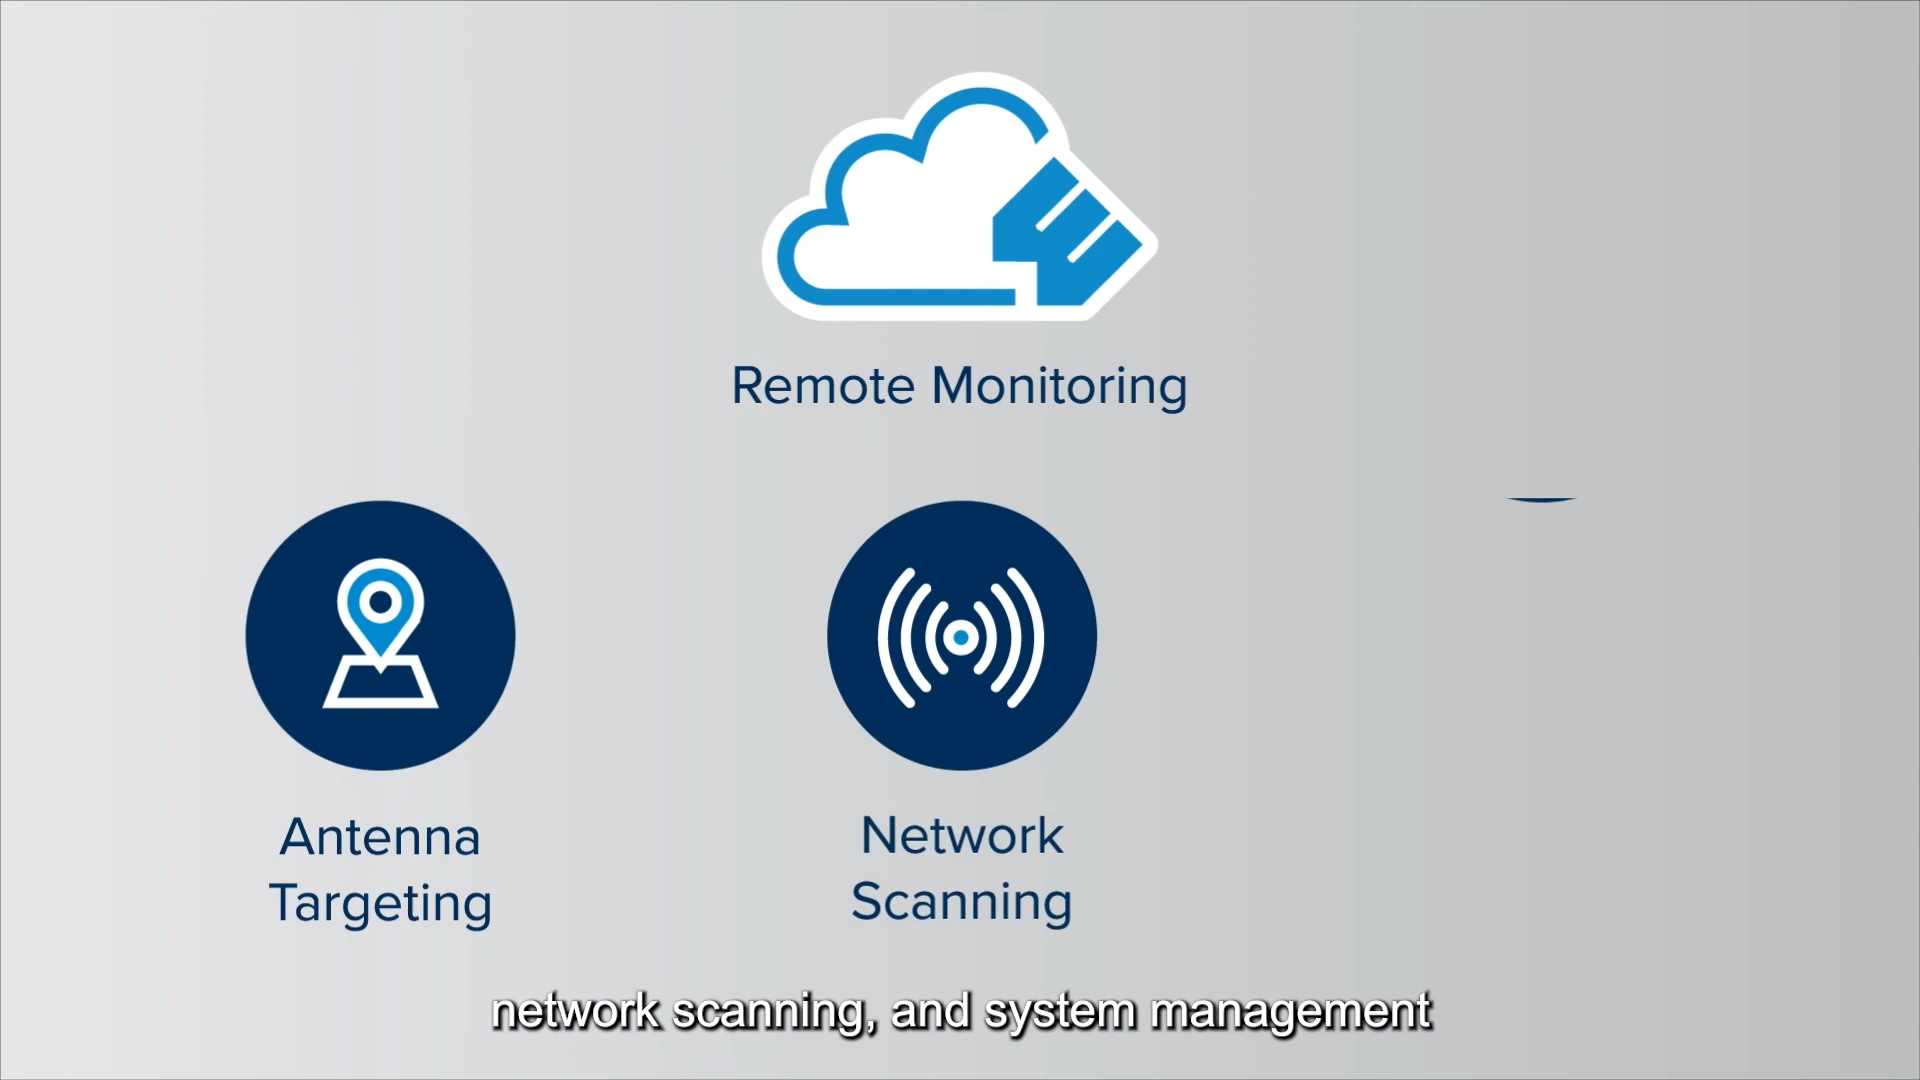 Remote Monitoring
Antenna
Targeting
Network
Scanning
network scanning, and system management